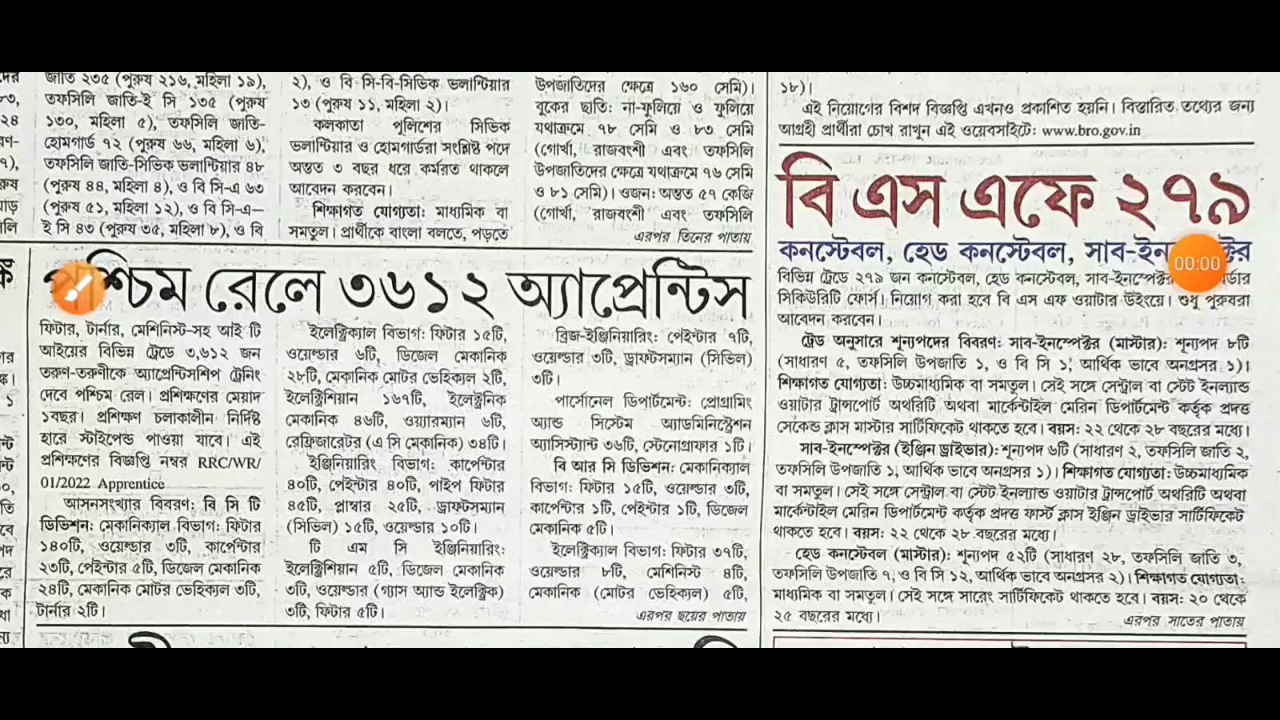 জাতি ২৩৫ (পুরুষ ২১৬, মহিলা ১৯),
তফসিলি জাতি-ই সি ১৩৫ (পুরুষ
১৩০, মহিলা ৫), তফসিলি জাতি-
হোমগার্ড ৭২ (পুরুষ ৬৬, মহিলা ৬),
তফসিলি জাতি-সিভিক ভলান্টিয়ার ৪৮
(পুরুষ ৪৪, মহিলা ৪), ও বি সি-এ ৬৩
(পুরুষ ৫১, মহিলা ১২), ও বি সি-এ—
ই সি ৪৩ (পুরুষ ৩৫, মহিলা ৮), ও বি
২), ও বি সি-বি-সিভিক ভলান্টিয়ার
১৩ (পুরুষ ১১, মহিলা ২)।
কলকাতা পুলিশের সিভিক
ভলান্টিয়ার ও হোমগার্ডরা সংশ্লিষ্ট পদে
অন্তত ৩ বছর ধরে কর্মরত থাকলে
আবেদন করবেন।
শিক্ষাগত যোগ্যতা: মাধ্যমিক বা
সমতুল। প্রার্থীকে বাংলা বলতে, পড়তে
উপজাতিদের ক্ষেত্রে ১৬০ সেমি)।
বুকের ছাতি: না-ফুলিয়ে ও ফুলিয়ে
যথাক্রমে ৭৮ সেমি ও ৮৩ সেমি
(গোর্খা, রাজবংশী এবং তফসিলি
উপজাতিদের ক্ষেত্রে যথাক্রমে ৭৬ সেমি
ও ৮১ সেমি)। ওজন: অন্তত ৫৭ কেজি
(গোর্খা, রাজবংশী এবং তফসিলি
এরপর তিনের পাতায়
পশ্চিম রেলে ৩৬১২ অ্যাপ্রেন্টিস
ফিটার, টার্নার, মেশিনিস্ট-সহ আই টি
আইয়ের বিভিন্ন ট্রেডে ৩,৬১২ জন
তরুণ-তরুণীকে অ্যাপ্রেন্টিসশিপ ট্রেনিং
দেবে পশ্চিম রেল। প্রশিক্ষণের মেয়াদ
১বছর। প্রশিক্ষণ চলাকালীন নির্দিষ্ট
হারে স্টাইপেন্ড পাওয়া যাবে। এই
প্রশিক্ষণের বিজ্ঞপ্তি নম্বর RRC/WR/
01/2022 Apprentice
আসনসংখ্যার বিবরণ: বি সি টি
ডিভিশন: মেকানিক্যাল বিভাগ: ফিটার
১৪০টি, ওয়েল্ডার ৩টি, কার্পেন্টার
২৩টি, পেইন্টার ৫টি, ডিজেল মেকানিক
২৪টি, মেকানিক মোটর ভেহিক্যল ৩টি,
টার্নার ২টি।
ইলেক্ট্রিক্যাল বিভাগ: ফিটার ১৫টি,
ওয়েল্ডার ৬টি, ডিজেল মেকানিক
২৮টি, মেকানিক মোটর ভেহিক্যল ২টি,
ইলেক্ট্রিশিয়ান ১৬৭টি, ইলেক্ট্রনিক
মেকানিক ৪৬টি, ওয়্যারম্যান ৬টি,
রেফ্রিজারেটর (এ সি মেকানিক) ৩৪টি।
ইঞ্জিনিয়ারিং বিভাগ: কার্পেন্টার
৪০টি, পেইন্টার ৪০টি, পাইপ ফিটার
৪৫টি, প্লাম্বার ২৫টি, ড্রাফটসম্যান
(সিভিল) ১৫টি, ওয়েল্ডার ১০টি।
টি এম সি ইঞ্জিনিয়ারিং:
ইলেক্ট্রিশিয়ান ৫টি, ডিজেল মেকানিক
৩টি, ওয়েল্ডার (গ্যাস অ্যান্ড ইলেক্ট্রিক)
৩টি, ফিটার ৫টি।
ব্রিজ-ইঞ্জিনিয়ারিং: পেইন্টার ৭টি,
ওয়েল্ডার ৩টি, ড্রাফটসম্যান (সিভিল)
৩টি।
পার্সোনেল ডিপার্টমেন্ট: প্রোগ্রামিং
অ্যান্ড সিস্টেম অ্যাডমিনিস্ট্রেশন
অ্যাসিস্ট্যান্ট ৩৬টি, স্টেনোগ্রাফার ১টি।
বি আর সি ডিভিশন: মেকানিক্যাল
বিভাগ: ফিটার ১৫টি, ওয়েল্ডার ৩টি,
কার্পেন্টার ১টি, পেইন্টার ১টি, ডিজেল
মেকানিক ৫টি।
ইলেক্ট্রিক্যাল বিভাগ: ফিটার ৩৭টি,
ওয়েল্ডার ৮টি, মেশিনিস্ট ৪টি,
মেকানিক (মোটর ভেহিক্যল) ৫টি,
এরপর ছয়ের পাতায়
১৮)।
এই নিয়োগের বিশদ বিজ্ঞপ্তি এখনও প্রকাশিত হয়নি। বিস্তারিত তথ্যের জন্য
আগ্রহী প্রার্থীরা চোখ রাখুন এই ওয়েবসাইটে: www.bro.gov.in
বি এস এফে ২৭৯
কনস্টেবল, হেড কনস্টেবল, সাব-ইন
বিভিন্ন ট্রেডে ২৭৯ জন কনস্টেবল, হেড কনস্টেবল, সাব-ইন্সপেক্টর
সিকিউরিটি ফোর্স। নিয়োগ করা হবে বি এস এফ ওয়াটার উইংয়ে। শুধু পুরুষরা
আবেদন করবেন।
ট্রেড অনুসারে শূন্যপদের বিবরণ: সাব-ইনস্পেক্টর (মাস্টার): শূন্যপদ ৮টি
(সাধারণ ৫, তফসিলি উপজাতি ১, ও বি সি ১, আর্থিক ভাবে অনগ্রসর ১)।
শিক্ষাগত যোগ্যতা: উচ্চমাধ্যমিক বা সমতুল। সেই সঙ্গে সেন্ট্রাল বা স্টেট ইনল্যান্ড
ওয়াটার ট্রান্সপোর্ট অথরিটি অথবা মার্কেন্টাইল মেরিন ডিপার্টমেন্ট কর্তৃক প্রদত্ত
সেকেন্ড ক্লাস মাস্টার সার্টিফিকেট থাকতে হবে। বয়স: ২২ থেকে ২৮ বছরের মধ্যে।
সাব-ইনস্পেক্টর (ইঞ্জিন ড্রাইভার): শূন্যপদ ৬টি (সাধারণ ২, তফসিলি জাতি ২,
তফসিলি উপজাতি ১, আর্থিক ভাবে অনগ্রসর ১)। শিক্ষাগত যোগ্যতা: উচ্চমাধ্যমিক
বা সমতুল। সেই সঙ্গে সেন্ট্রাল বা স্টেট ইনল্যান্ড ওয়াটার ট্রান্সপোর্ট অথরিটি অথবা
মার্কেন্টাইল মেরিন ডিপার্টমেন্ট কর্তৃক প্রদত্ত ফার্স্ট ক্লাস ইঞ্জিন ড্রাইভার সার্টিফিকেট
থাকতে হবে। বয়স: ২২ থেকে ২৮ বছরের মধ্যে।
হেড কনস্টেবল (মাস্টার): শূন্যপদ ৫২টি (সাধারণ ২৮, তফসিলি জাতি ৩,
তফসিলি উপজাতি ৭, ও বি সি ১২, আর্থিক ভাবে অনগ্রসর ২)। শিক্ষাগত যোগ্যতা:
মাধ্যমিক বা সমতুল। সেই সঙ্গে সারেং সার্টিফিকেট থাকতে হবে। বয়স: ২০ থেকে
২৫ বছরের মধ্যে।
এরপর সাতের পাতায়
00:00